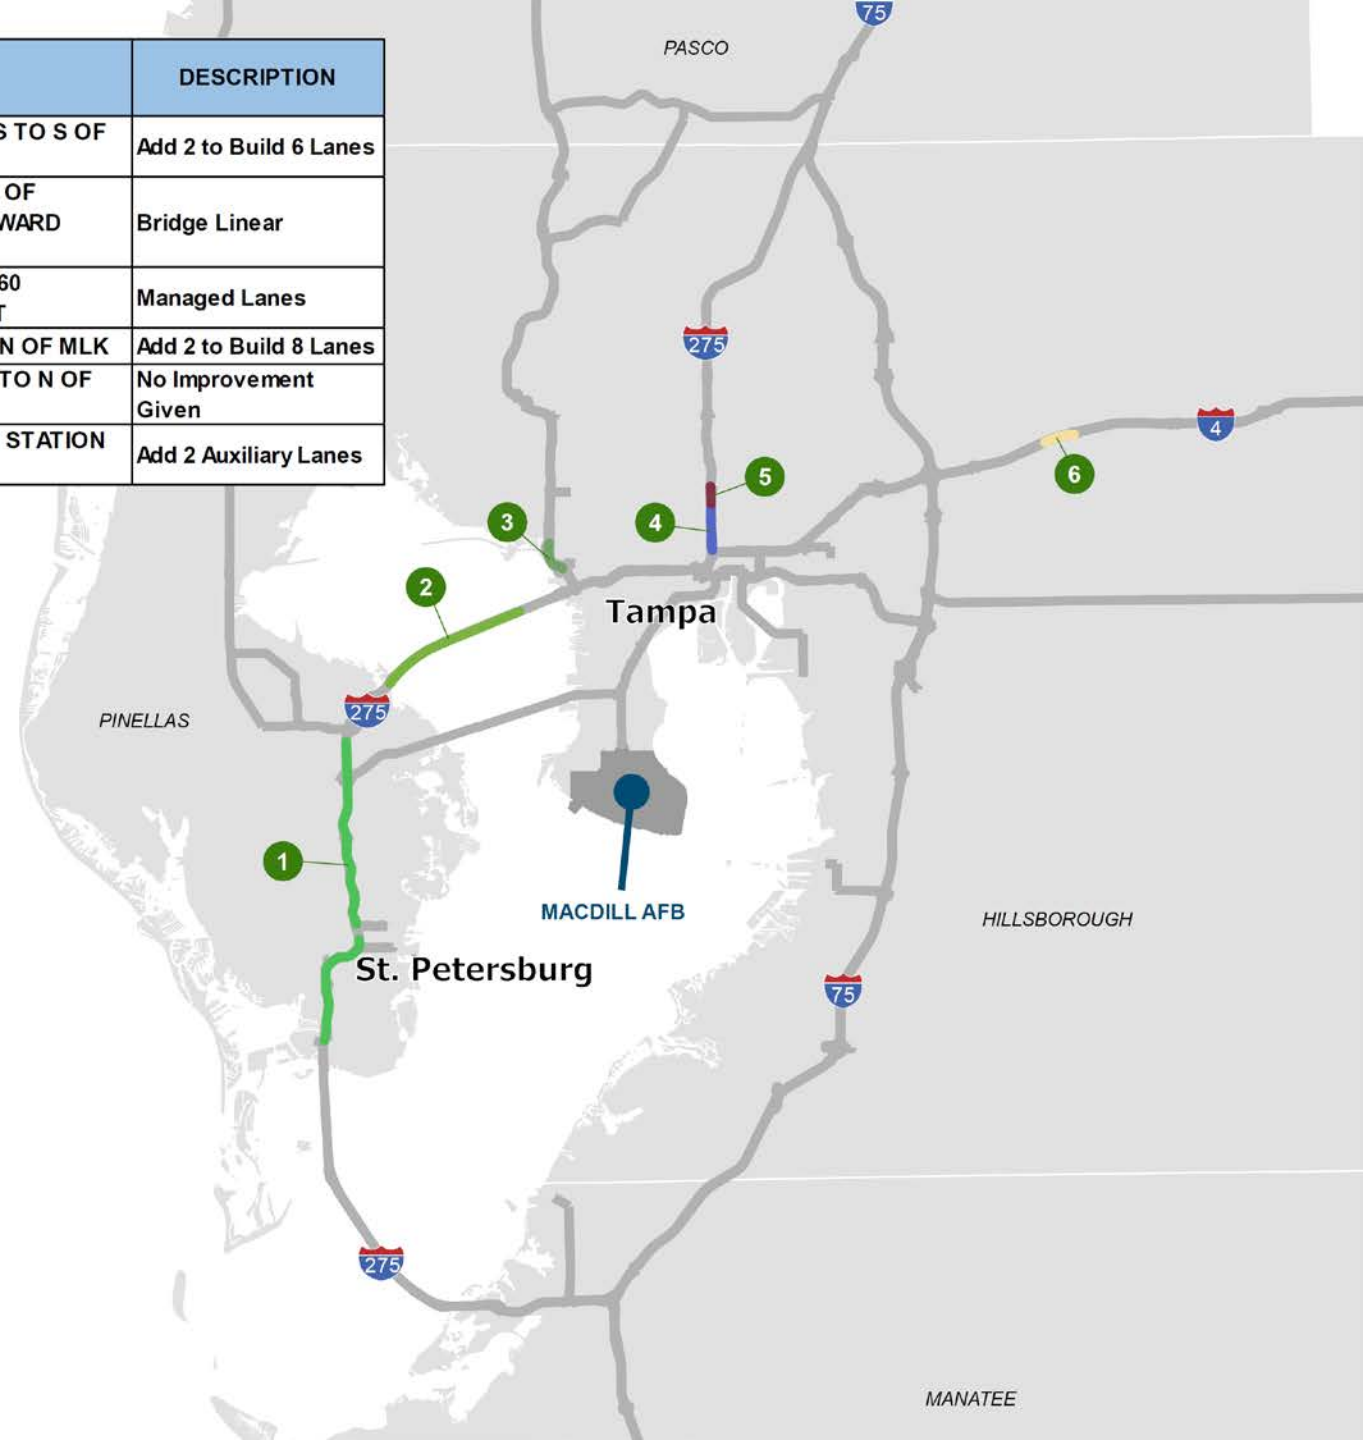 75
PASCO
DESCRIPTION
S TO S OF
Add 2 to Build 6 Lanes
OF
WARD
Bridge Linear
60
T
Managed Lanes
N OF MLK
Add 2 to Build 8 Lanes
TO N OF
No Improvement
Given
STATION
Add 2 Auxiliary Lanes
275
4
5
6
3
4
2
Tampa
275
PINELLAS
1
MACDILL AFB
HILLSBOROUGH
St. Petersburg
75
275
MANATEE